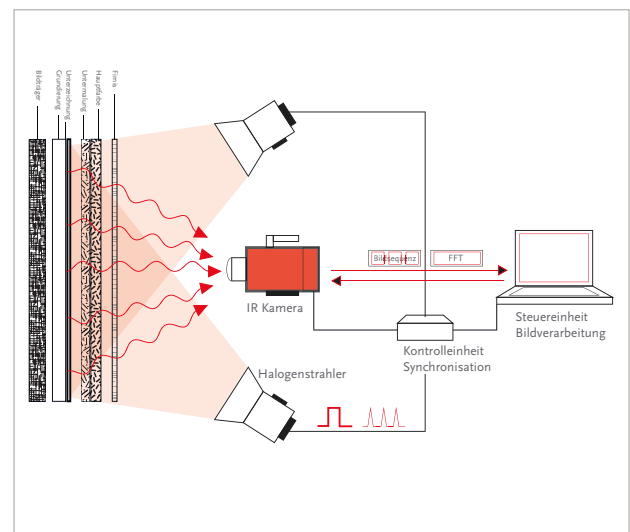 Bildträger
Grundierung
Unterzeichnung
Untermalung
Hauptfarbe
Firnis
Bildsequenz
FFT
IR Kamera
Steuereinheit
Bildverarbeitung
Kontrolleinheit
Synchronisation
Halogenstrahler